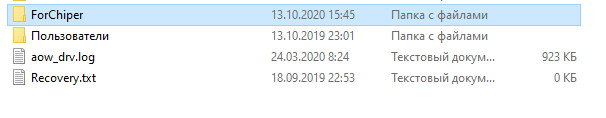 ForChiper 13.10.2020 15:45 Папка с файлами
Пользователи 13.10.2019 23:01 Папка с файлами
aow_drv.log 24.03.2020 8:24 Текстовый докум... 923 КБ
Recovery.txt 18.09.2019 22:53 Текстовый докум... 0 КБ